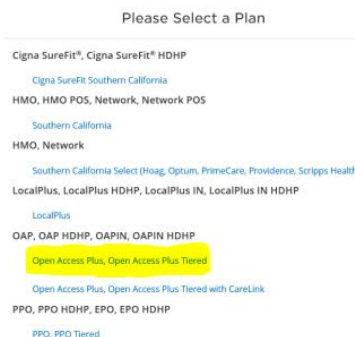 Please Select a Plan
Cigna SureFit®, Cigna SureFit® HDHP
Cigna SureFit Southern California
HMO, HMO POS, Network, Network POS
Southern California
HMO, Network
Southern California Select (Hoag, Optum, PrimeCare, Providence, Scripps Health
LocalPlus, LocalPlus HDHP, LocalPlus IN, LocalPlus IN HDHP
LocalPlus
OAP, OAP HDHP, OAPIN, OAPIN HDHP
Open Access Plus, Open Access Plus Tiered
Open Access Plus, Open Access Plus Tiered with CareLink
PPO, PPO HDHP, EPO, EPO HDHP
PPO, PPO Tiered